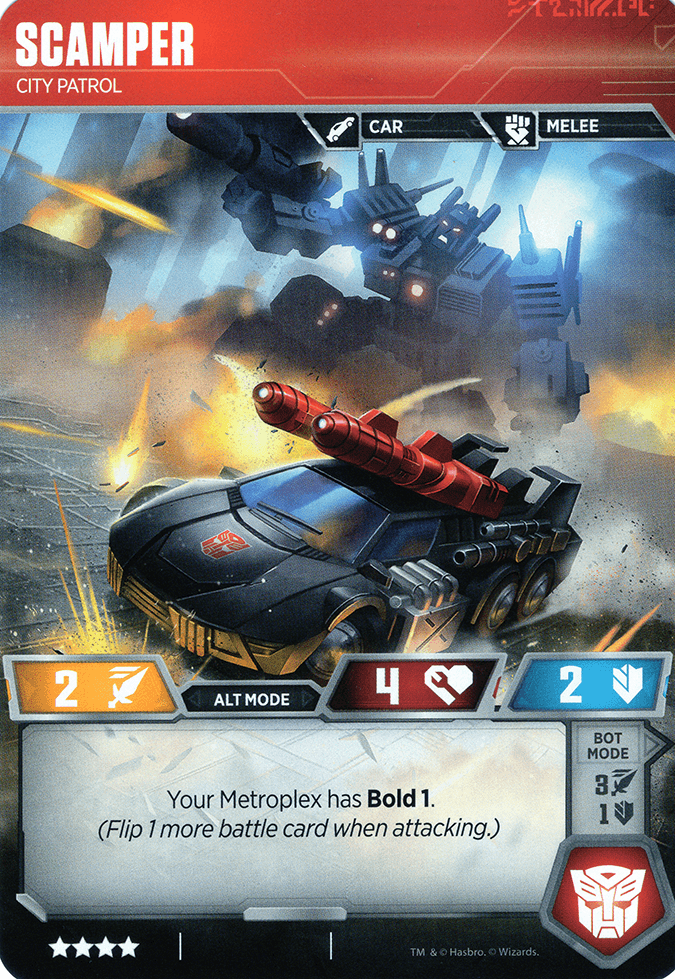 SCAMPER
CITY PATROL
CAR
MELEE
2
ALT MODE
4
2
BOT
MODE
3
1
Your Metroplex has Bold 1.
(Flip 1 more battle card when attacking.)
TM & © Hasbro. © Wizards.